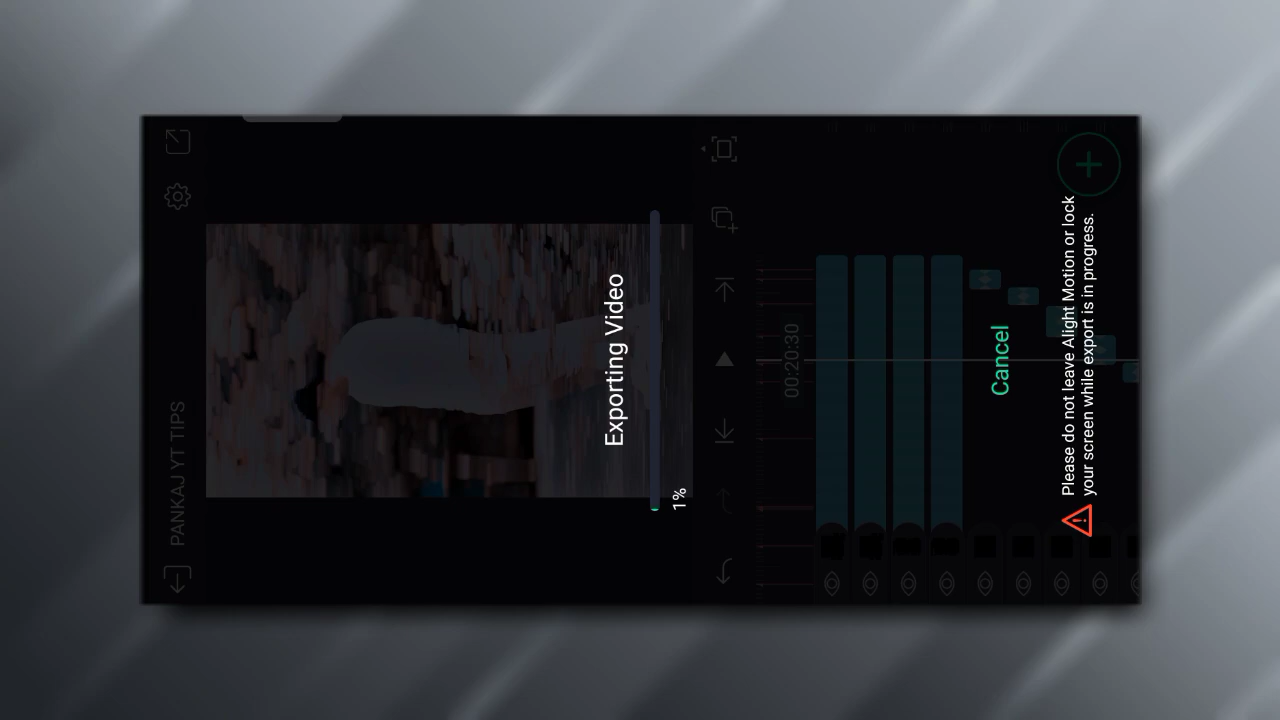 PANKAJ YT TIPS
Exporting Video
1%
00:20:30
Cancel
Please do not leave Alight Motion or lock
your screen while export is in progress.